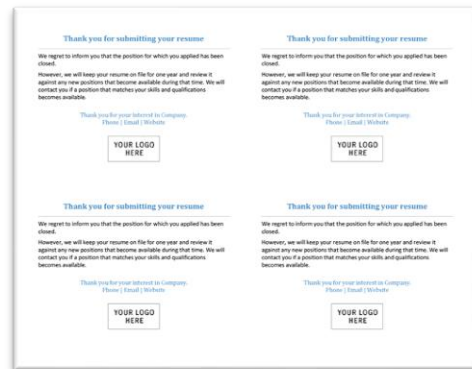 Thank you for submitting your resume
We regret to inform you that the position for which you applied has been
closed.
However, we will keep your resume on file for one year and review it
against any new positions that become available during that time. We will
contact you if a position that matches your skills and qualifications
becomes available.
Thank you for your interest in Company.
Phone | Email | Website
YOUR LOGO
HERE
Thank you for submitting your resume
We regret to inform you that the position for which you applied has been
closed.
However, we will keep your resume on file for one year and review it
against any new positions that become available during that time. We will
contact you if a position that matches your skills and qualifications
becomes available.
Thank you for your interest in Company.
Phone | Email | Website
YOUR LOGO
HERE
Thank you for submitting your resume
We regret to inform you that the position for which you applied has been
closed.
However, we will keep your resume on file for one year and review it
against any new positions that become available during that time. We will
contact you if a position that matches your skills and qualifications
becomes available.
Thank you for your interest in Company.
Phone | Email | Website
YOUR LOGO
HERE
Thank you for submitting your resume
We regret to inform you that the position for which you applied has been
closed.
However, we will keep your resume on file for one year and review it
against any new positions that become available during that time. We will
contact you if a position that matches your skills and qualifications
becomes available.
Thank you for your interest in Company.
Phone | Email | Website
YOUR LOGO
HERE